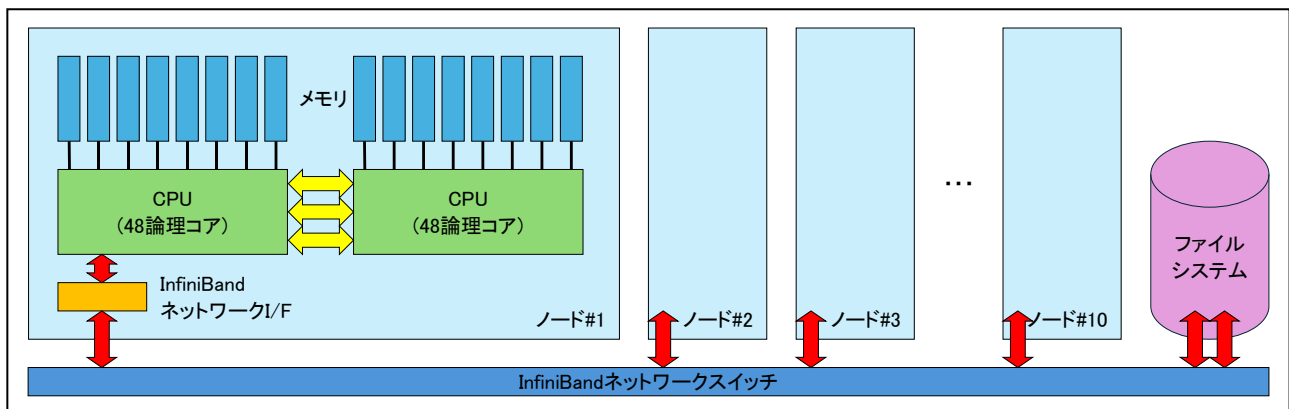 メモリ
CPU
(48論理コア)
CPU
(48論理コア)
InfiniBand
ネットワークI/F
ノード#1
ノード#2
ノード#3
…
ノード#10
ファイル
システム
InfiniBandネットワークスイッチ